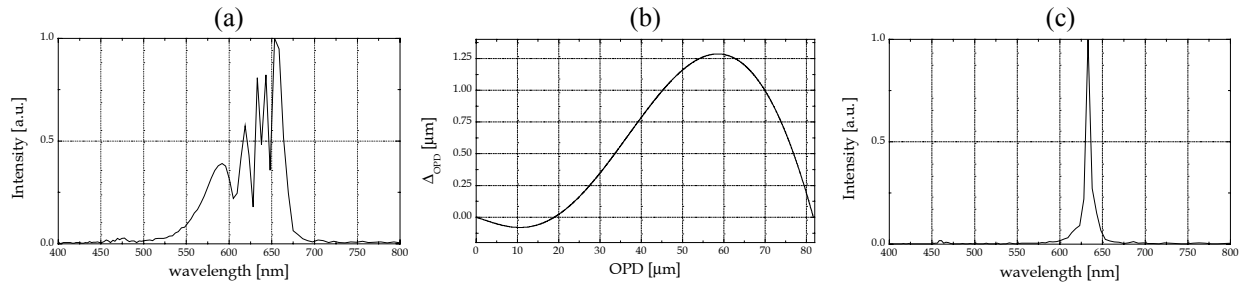 (a)
1.0
0.5
0.0
Intensity [a.u.]
400 450 500 550 600 650 700 750 800
wavelength [nm]
(b)
1.25
1.00
0.75
0.50
0.25
0.00
Δ_OPD [µm]
0 10 20 30 40 50 60 70 80
OPD [µm]
(c)
1.0
0.5
0.0
Intensity [a.u.]
400 450 500 550 600 650 700 750 800
wavelength [nm]